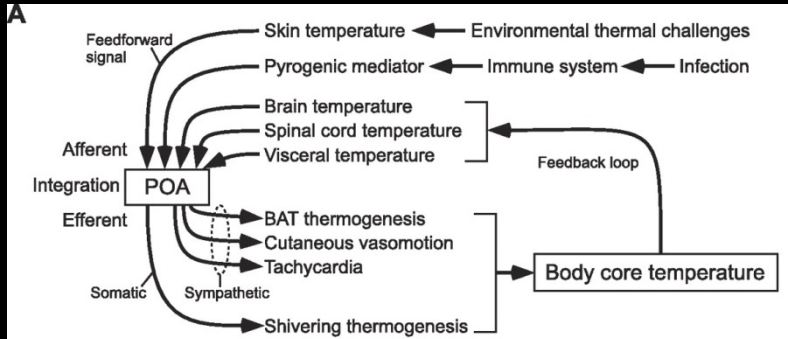 A
Skin temperature
Environmental thermal challenges
Feedforward
signal
Pyrogenic mediator
Immune system
Infection
Brain temperature
Spinal cord temperature
Visceral temperature
Afferent
Integration
POA
Efferent
Feedback loop
BAT thermogenesis
Cutaneous vasomotion
Tachycardia
Body core temperature
Somatic
Sympathetic
Shivering thermogenesis